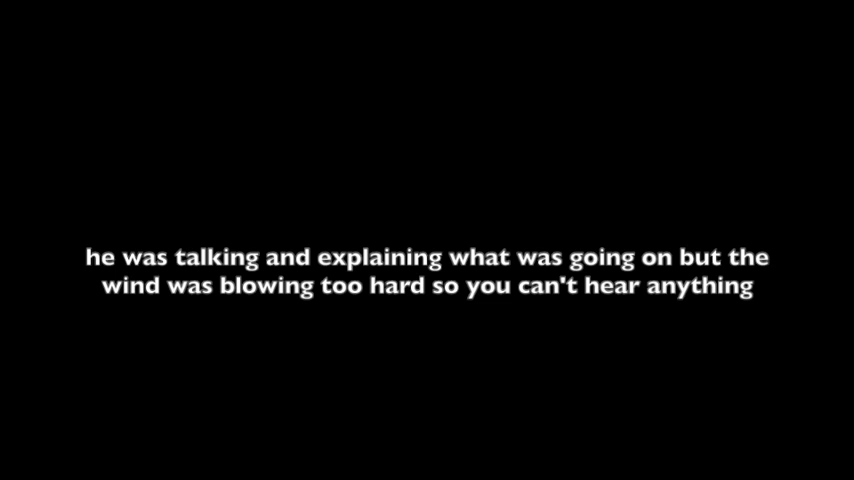 he was talking and explaining what was going on but the
wind was blowing too hard so you can't hear anything